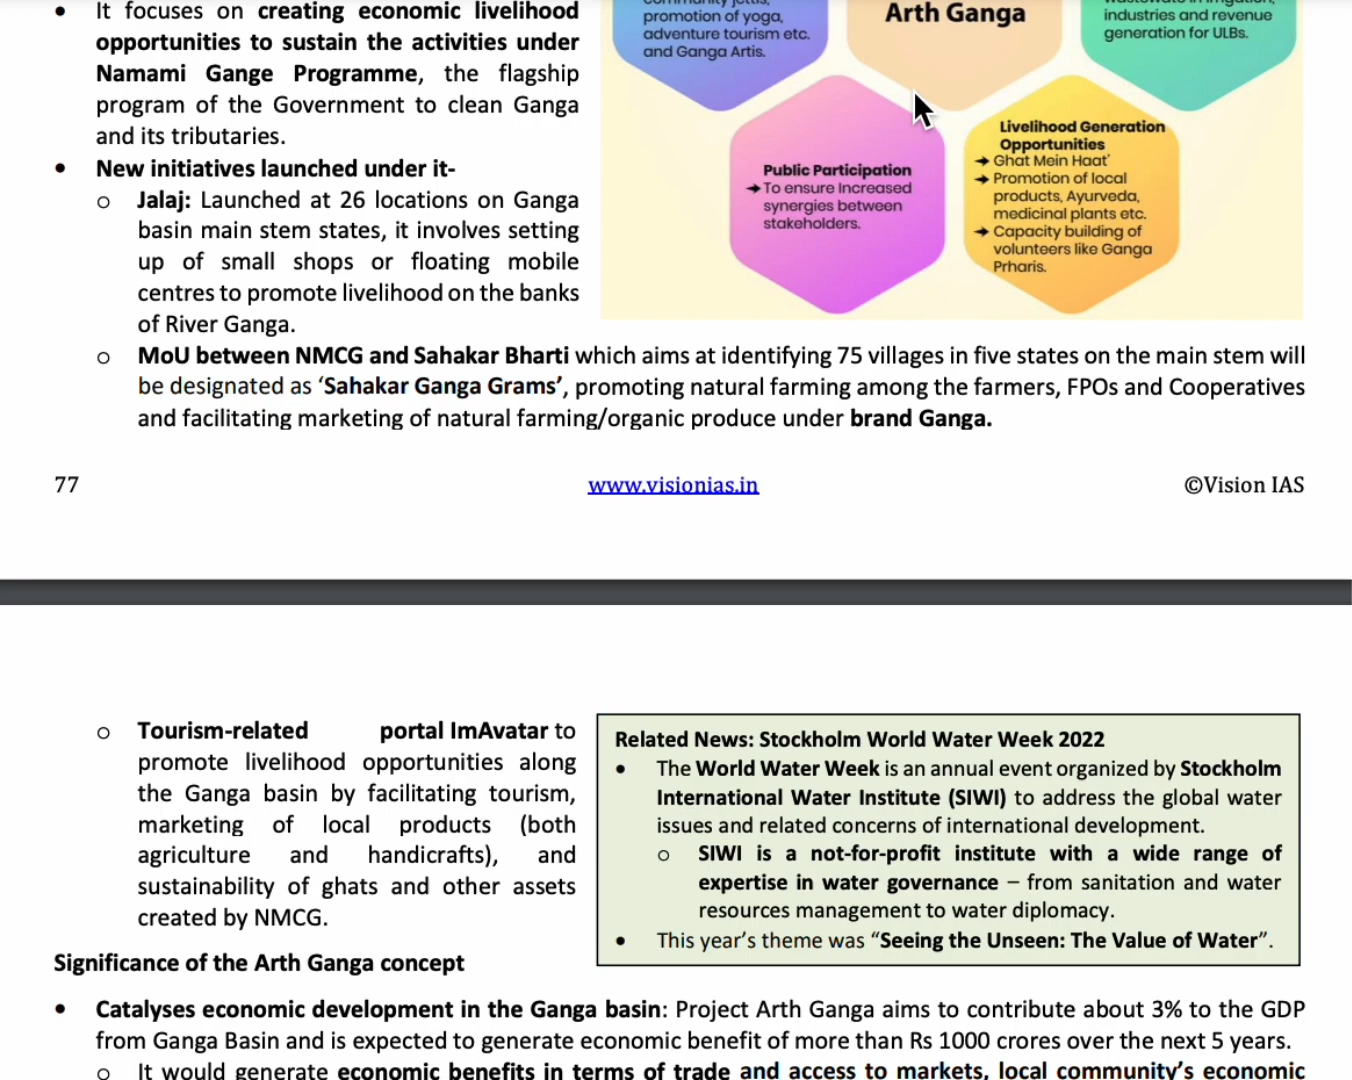 • It focuses on creating economic livelihood
opportunities to sustain the activities under
Namami Gange Programme, the flagship
program of the Government to clean Ganga
and its tributaries.
• New initiatives launched under it-
o Jalaj: Launched at 26 locations on Ganga
basin main stem states, it involves setting
up of small shops or floating mobile
centres to promote livelihood on the banks
of River Ganga.
promotion of yoga,
adventure tourism etc.
and Ganga Artis.
Arth Ganga
industries and revenue
generation for ULBs.
Public Participation
→ To ensure Increased
synergies between
stakeholders.
Livelihood Generation
Opportunities
→ Ghat Mein Haat'
→ Promotion of local
products, Ayurveda,
medicinal plants etc.
→ Capacity building of
volunteers like Ganga
Prharis.
o MoU between NMCG and Sahakar Bharti which aims at identifying 75 villages in five states on the main stem will
be designated as ‘Sahakar Ganga Grams’, promoting natural farming among the farmers, FPOs and Cooperatives
and facilitating marketing of natural farming/organic produce under brand Ganga.
77 www.visionias.in ©Vision IAS
o Tourism-related portal ImAvatar to
promote livelihood opportunities along
the Ganga basin by facilitating tourism,
marketing of local products (both
agriculture and handicrafts), and
sustainability of ghats and other assets
created by NMCG.
Related News: Stockholm World Water Week 2022
• The World Water Week is an annual event organized by Stockholm
International Water Institute (SIWI) to address the global water
issues and related concerns of international development.
o SIWI is a not-for-profit institute with a wide range of
expertise in water governance – from sanitation and water
resources management to water diplomacy.
• This year’s theme was “Seeing the Unseen: The Value of Water”.
Significance of the Arth Ganga concept
• Catalyses economic development in the Ganga basin: Project Arth Ganga aims to contribute about 3% to the GDP
from Ganga Basin and is expected to generate economic benefit of more than Rs 1000 crores over the next 5 years.
o It would generate economic benefits in terms of trade and access to markets, local community’s economic